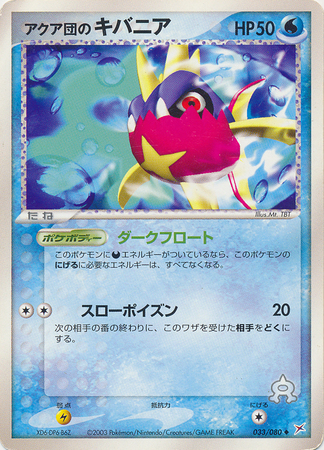 アクア団のキバニア HP50
Illus.Mr. TBT
たね
ポケボディー ダークフロート
このポケモンに エネルギーがついているなら、このポケモンの
にげるに必要なエネルギーは、すべてなくなる。
スローポイズン 20
次の相手の番の終わりに、このワザを受けた相手をどくに
する。
弱点 抵抗力 にげる
XD6-DP6-B6Z ©2003 Pokémon/Nintendo/Creatures/GAME FREAK 033/080